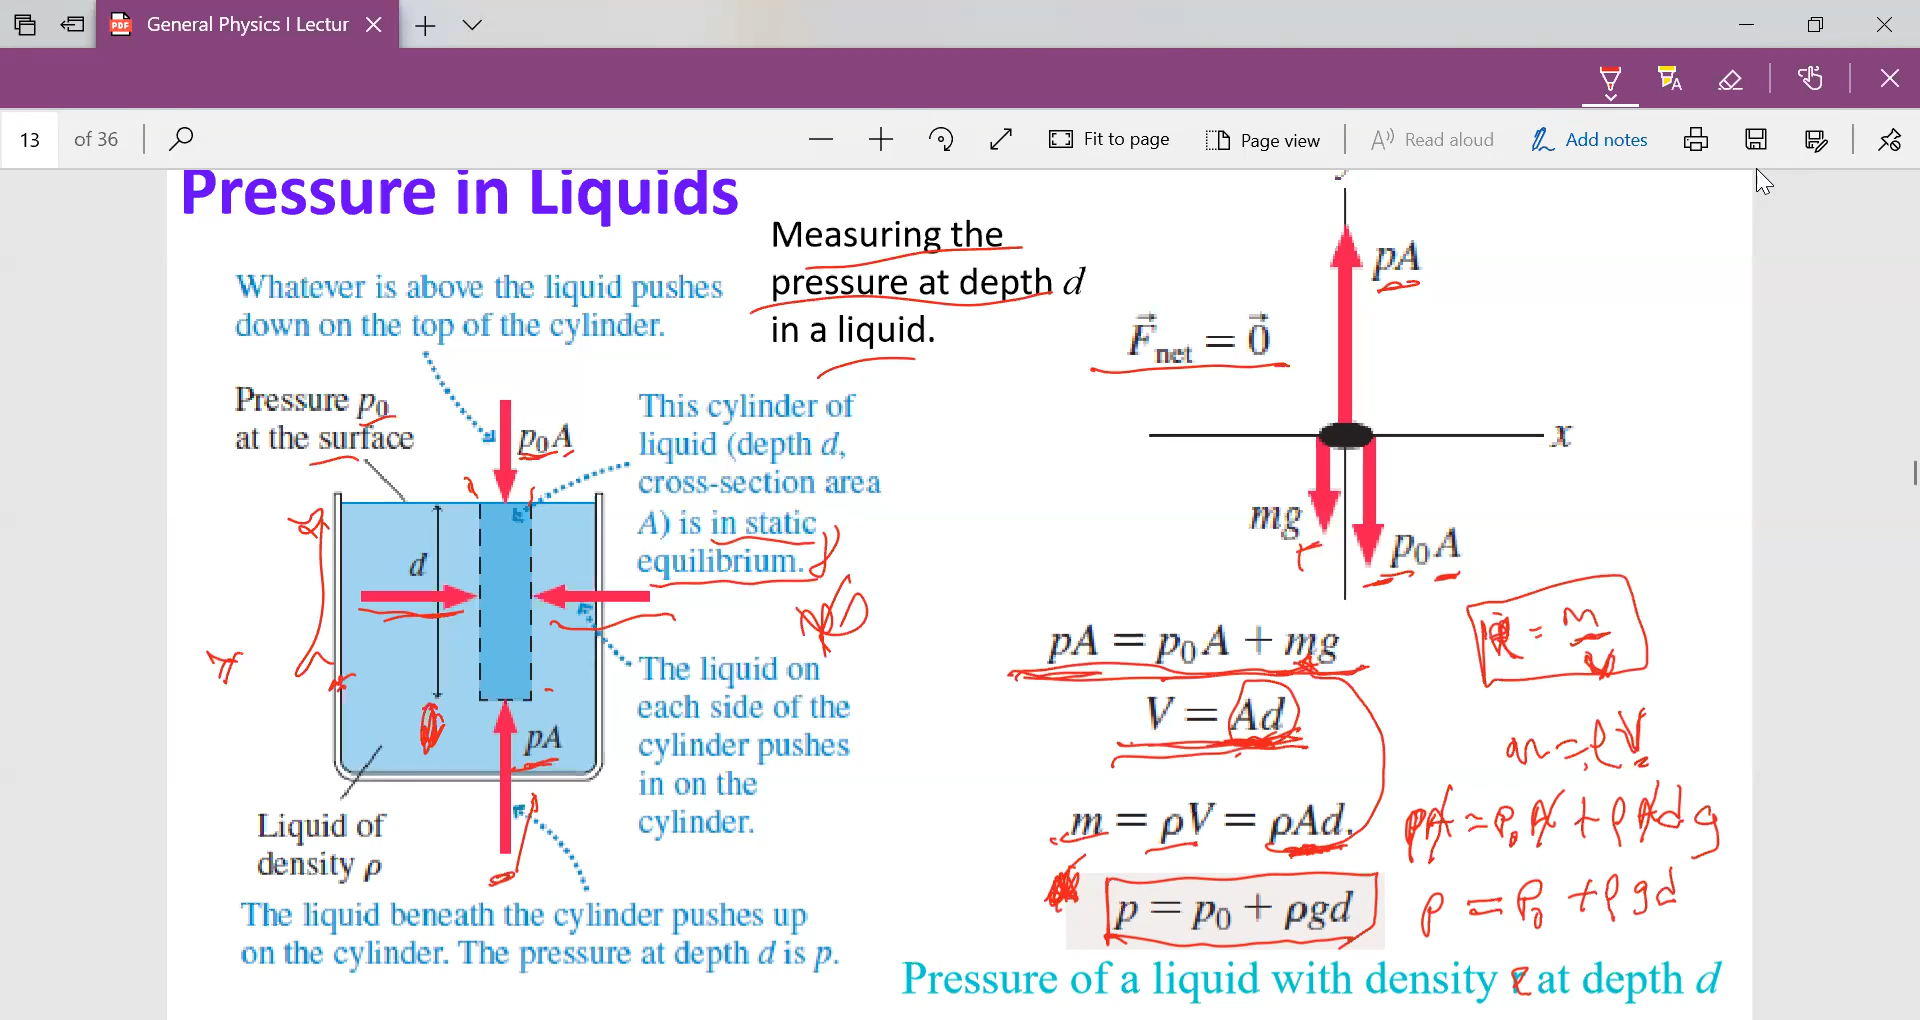 General Physics I Lectur
13 of 36
Fit to page
Page view
Read aloud
Add notes
Pressure in Liquids
Measuring the
pressure at depth d
in a liquid.
Whatever is above the liquid pushes
down on the top of the cylinder.
Pressure p₀
at the surface
p₀A
This cylinder of
liquid (depth d,
cross-section area
A) is in static
equilibrium.
d
The liquid on
each side of the
cylinder pushes
in on the
cylinder.
pA
Liquid of
density ρ
The liquid beneath the cylinder pushes up
on the cylinder. The pressure at depth d is p.
pA
F⃗net = 0⃗
x
mg
p₀A
pA = p₀A + mg
V = Ad
m = ρV = ρAd.
p = p₀ + ρgd
= m/V
m = ρV
PA = P₀A + ρAdg
P = P₀ + ρgd
Pressure of a liquid with density ρ at depth d